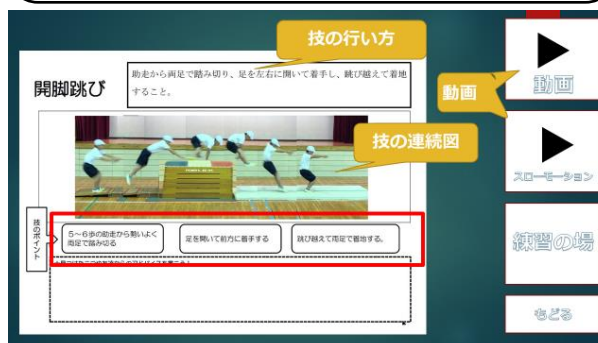 技の行い方
開脚跳び
助走から両足で踏み切り、足を左右に開いて着手し、跳び越えて着地
すること。
動画
動画
技の連続図
スローモーション
技のポイント
5～6歩の助走から勢いよく
両足で踏み切る
足を開いて前方に着手する
跳び越えて両足で着地する。
練習の場
もどる